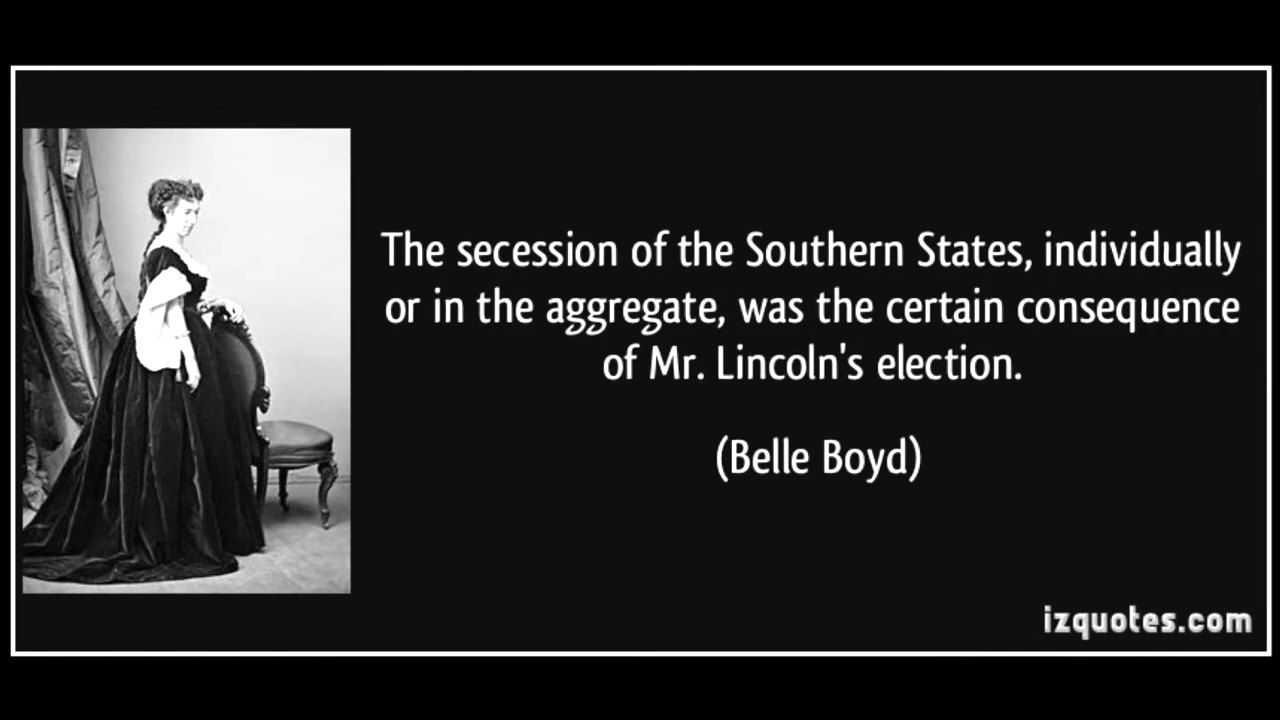 The secession of the Southern States, individually
or in the aggregate, was the certain consequence
of Mr. Lincoln's election.
(Belle Boyd)
izquotes.com